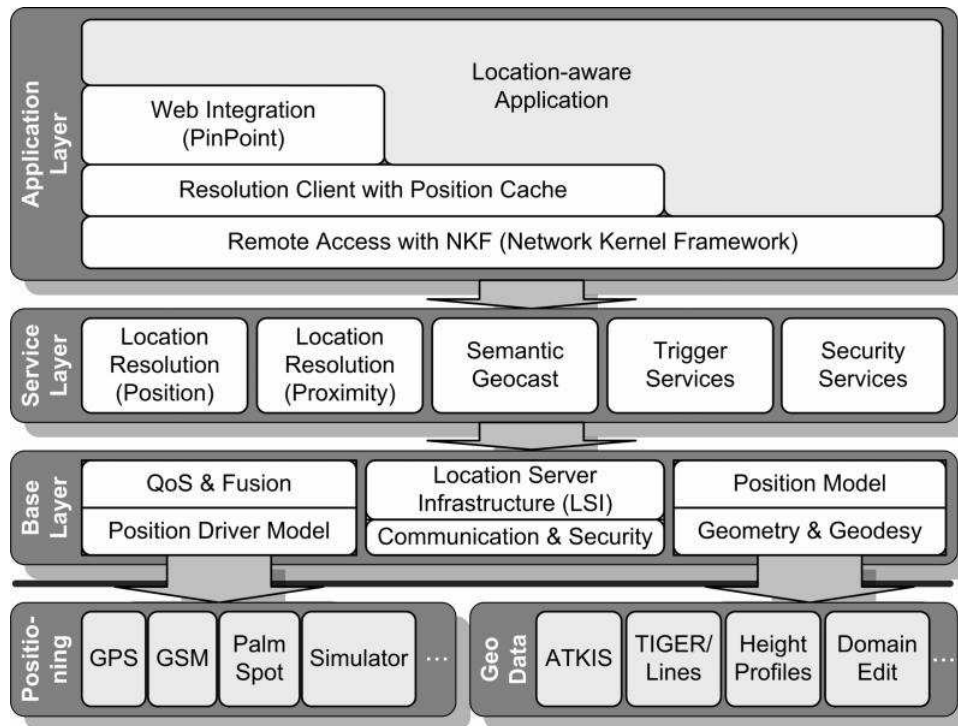 Application
Layer
Location-aware
Application
Web Integration
(PinPoint)
Resolution Client with Position Cache
Remote Access with NKF (Network Kernel Framework)
Service
Layer
Location
Resolution
(Position)
Location
Resolution
(Proximity)
Semantic
Geocast
Trigger
Services
Security
Services
Base
Layer
QoS & Fusion
Position Driver Model
Location Server
Infrastructure (LSI)
Communication & Security
Position Model
Geometry & Geodesy
Positio-
ning
GPS
GSM
Palm
Spot
Simulator
...
Geo
Data
ATKIS
TIGER/
Lines
Height
Profiles
Domain
Edit
...